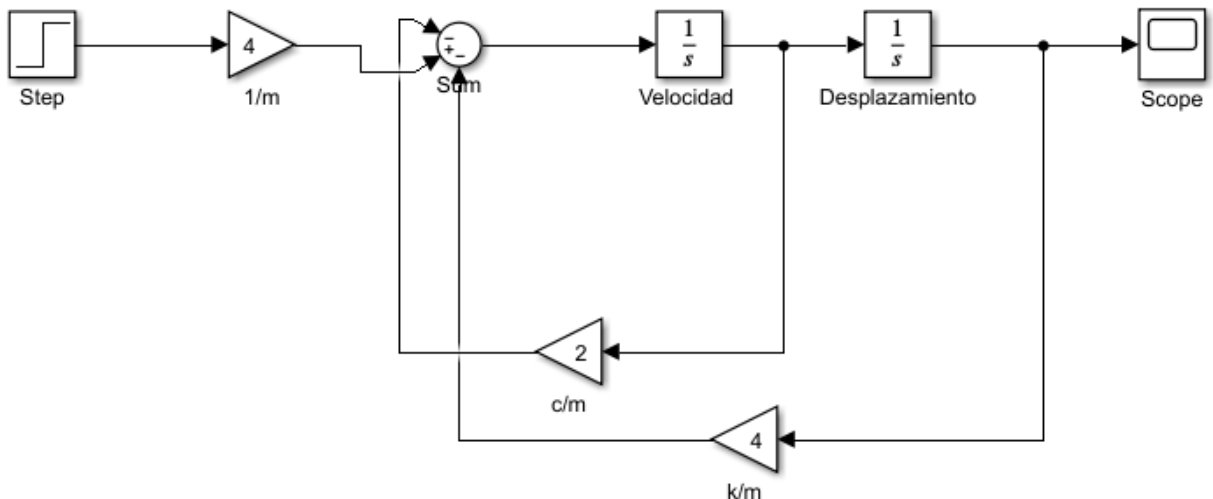 4
− + −
1
s
1
s
Step
1/m
Sum
Velocidad
Desplazamiento
Scope
2
c/m
4
k/m